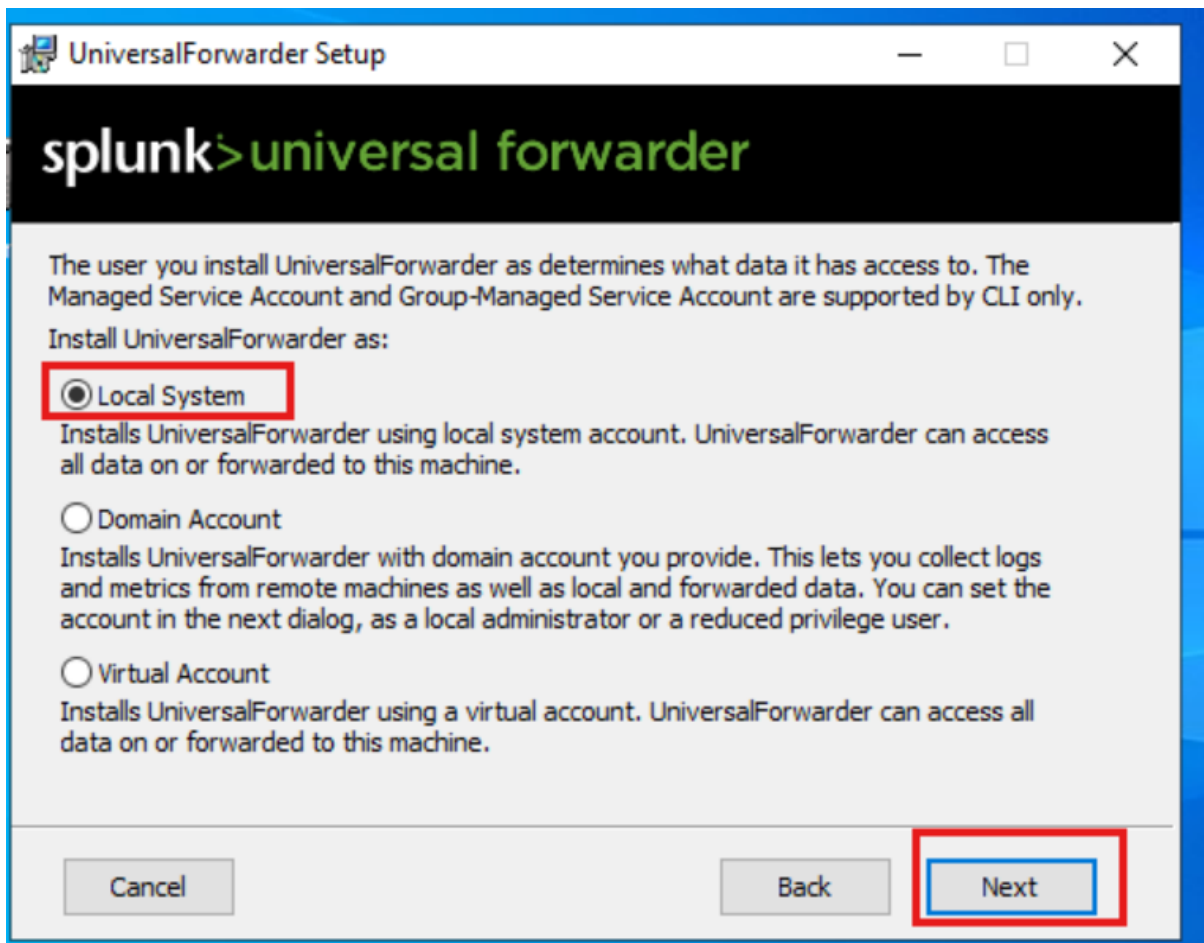 UniversalForwarder Setup
splunk>universal forwarder
The user you install UniversalForwarder as determines what data it has access to. The
Managed Service Account and Group-Managed Service Account are supported by CLI only.
Install UniversalForwarder as:
Local System
Installs UniversalForwarder using local system account. UniversalForwarder can access
all data on or forwarded to this machine.
Domain Account
Installs UniversalForwarder with domain account you provide. This lets you collect logs
and metrics from remote machines as well as local and forwarded data. You can set the
account in the next dialog, as a local administrator or a reduced privilege user.
Virtual Account
Installs UniversalForwarder using a virtual account. UniversalForwarder can access all
data on or forwarded to this machine.
Cancel Back Next